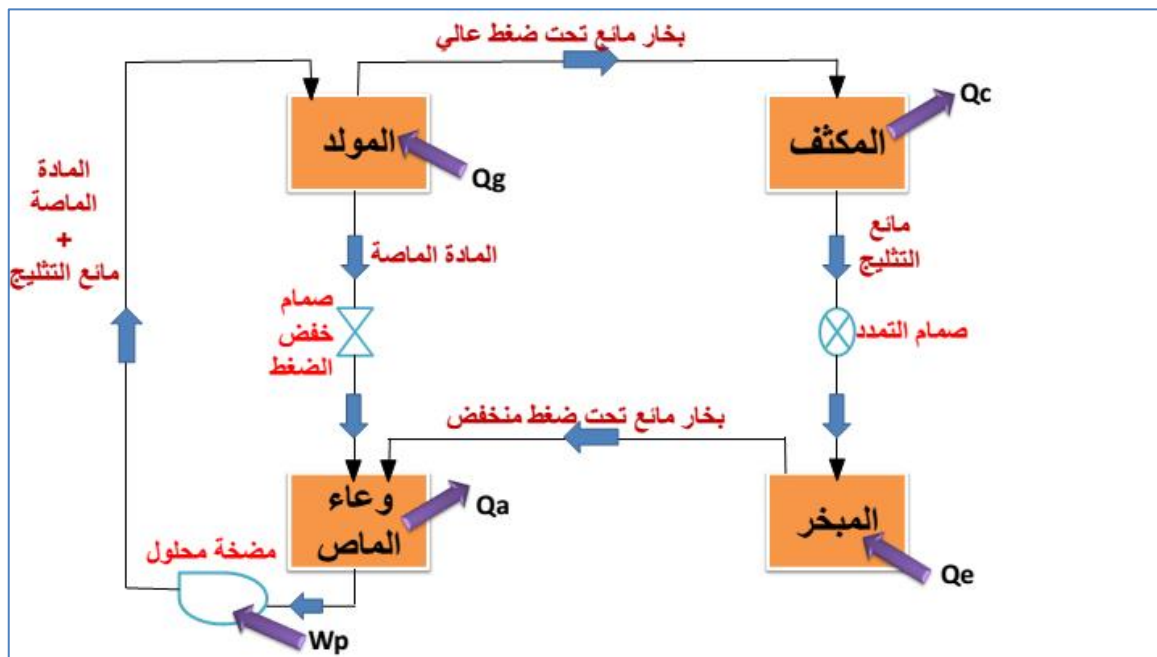 بخار مائع تحت ضغط عالي
Qc
المكثف
المولد
Qg
المادة
الماصة
+
مائع التثليج
مائع
التثليج
المادة الماصة
صمام
خفض
الضغط
صمام التمدد
بخار مائع تحت ضغط منخفض
وعاء
الماص
Qa
المبخر
Qe
مضخة محلول
Wp